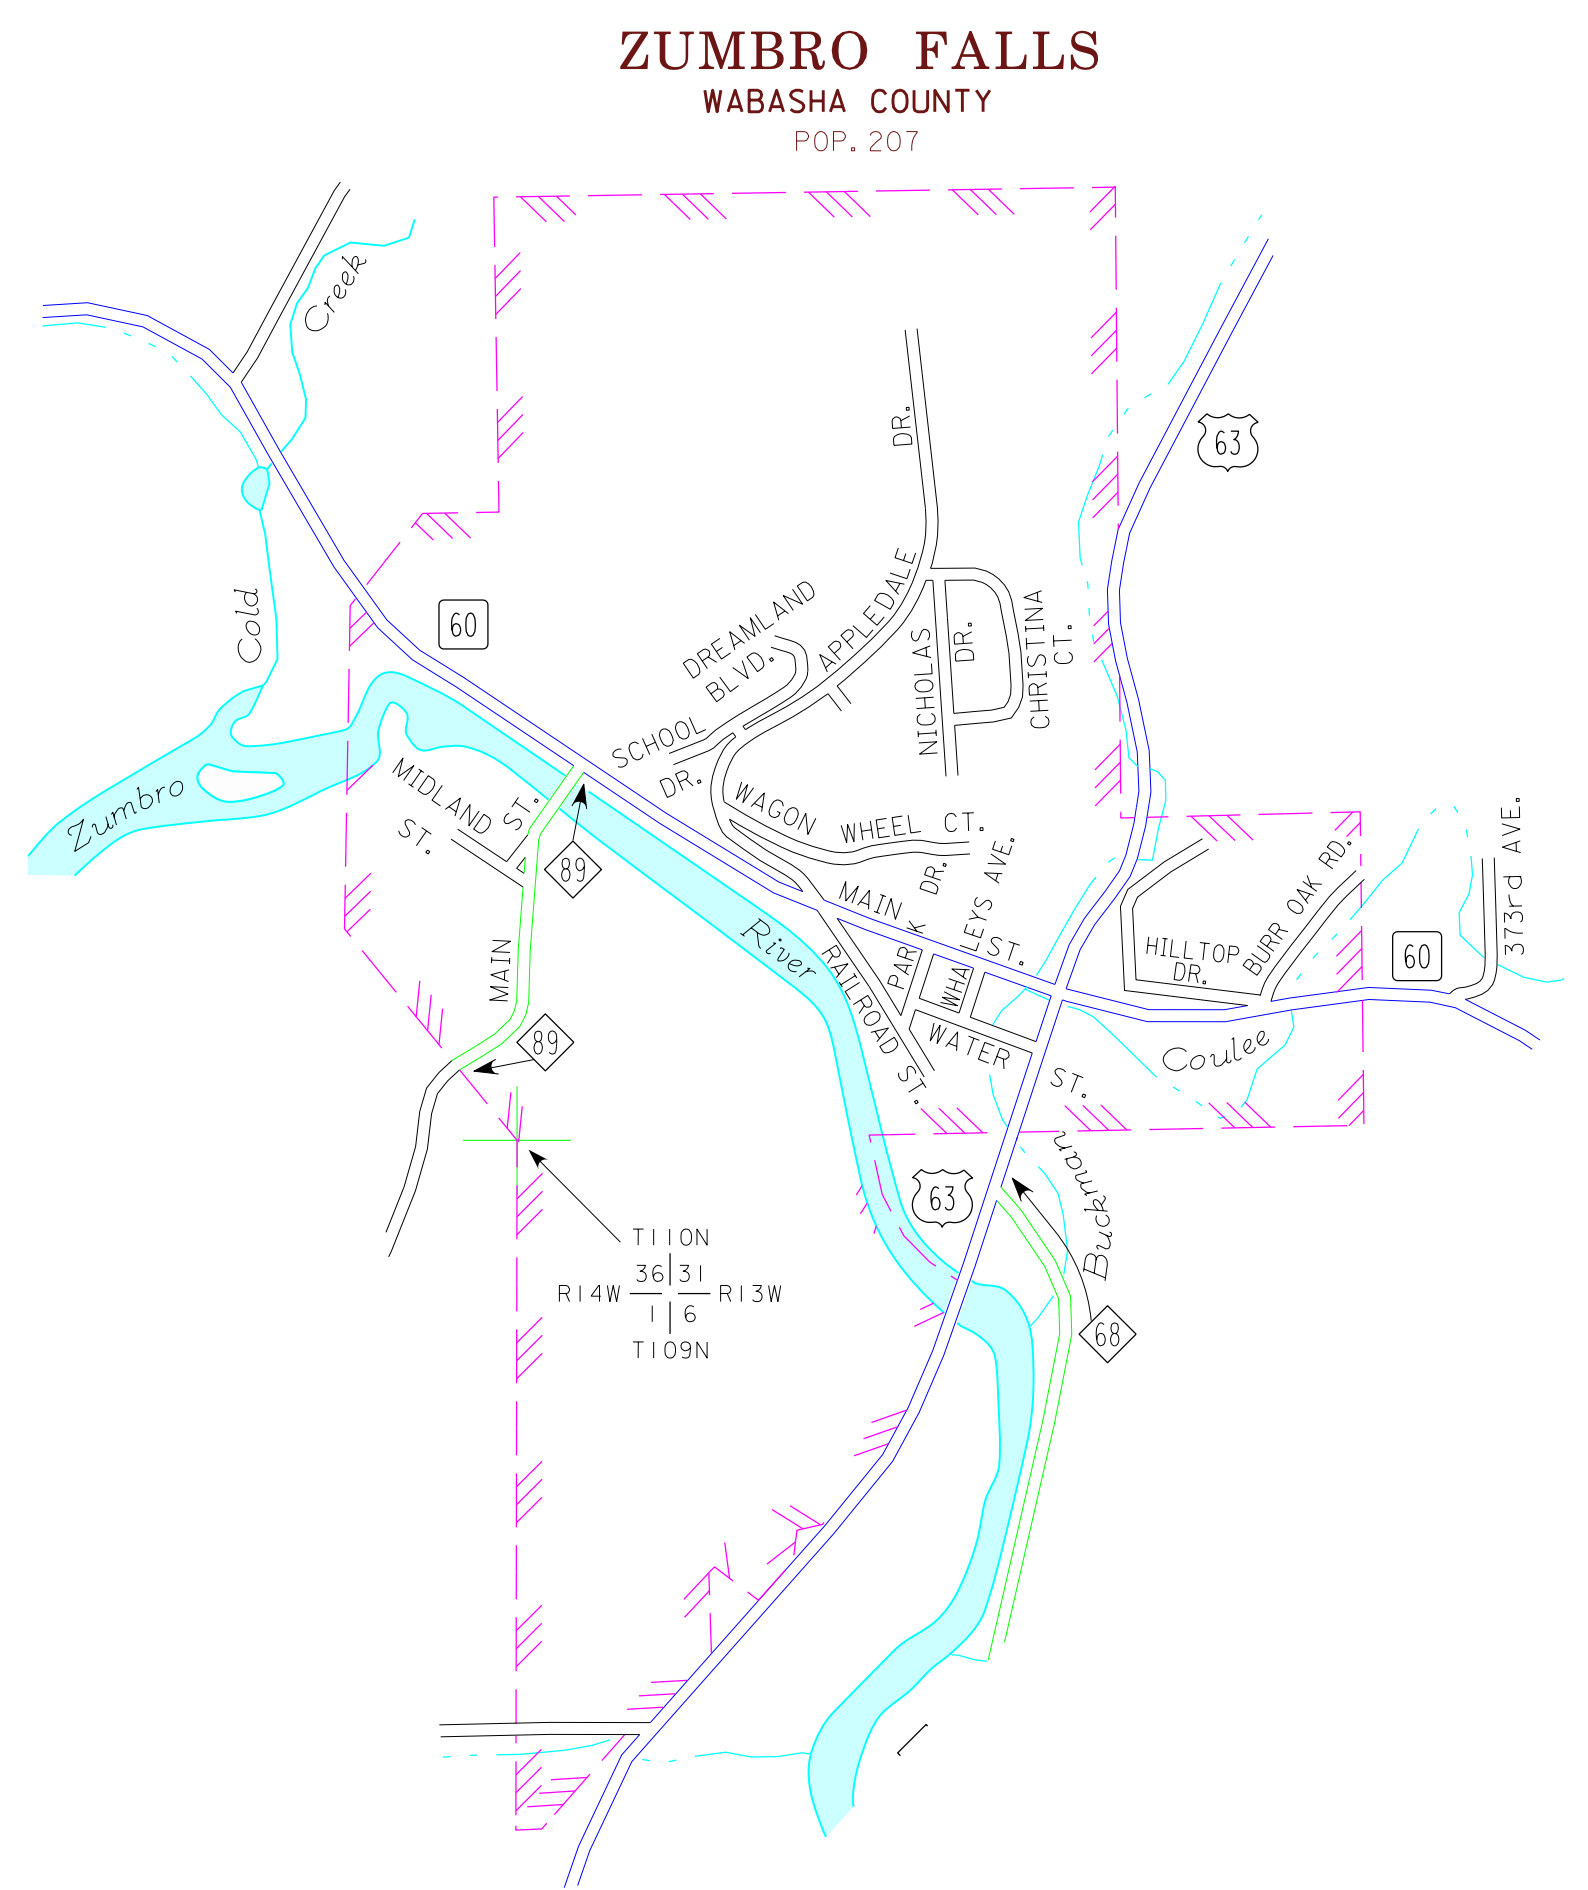 ZUMBRO FALLS
WABASHA COUNTY
POP. 207
Creek
63
DR.
60
Cold
DREAMLAND
BLVD.
APPLEDALE
NICHOLAS
DR.
CHRISTINA
CT.
SCHOOL
DR.
Zumbro
MIDLAND
ST.
ST.
89
WAGON
WHEEL CT.
MAIN
ST.
PARK
DR.
WHALEYS AVE.
River
RAILROAD
ST.
HILLTOP
DR.
BURR OAK RD.
373rd AVE.
60
MAIN
89
WATER
ST.
Coulee
Buckman
63
68
T110N
36 31
R14W R13W
1 6
T109N